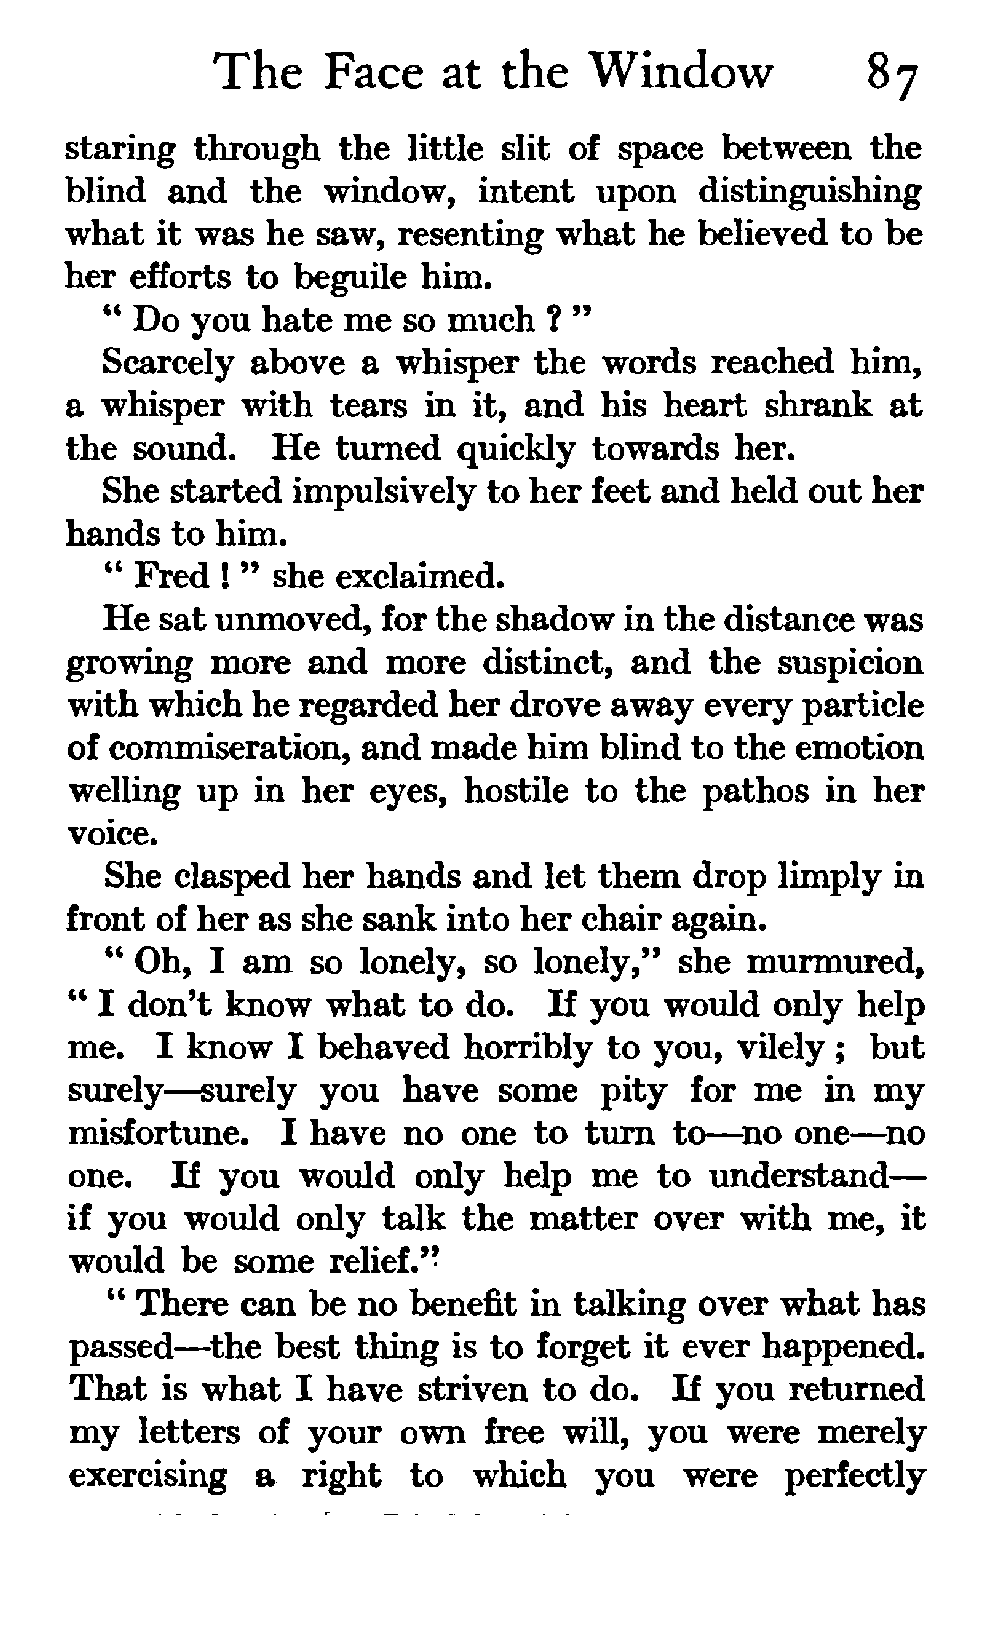 The Face at the Window 87
staring through the little slit of space between the
blind and the window, intent upon distinguishing
what it was he saw, resenting what he believed to be
her efforts to beguile him.
" Do you hate me so much ? "
Scarcely above a whisper the words reached him,
a whisper with tears in it, and his heart shrank at
the sound. He turned quickly towards her.
She started impulsively to her feet and held out her
hands to him.
" Fred ! " she exclaimed.
He sat unmoved, for the shadow in the distance was
growing more and more distinct, and the suspicion
with which he regarded her drove away every particle
of commiseration, and made him blind to the emotion
welling up in her eyes, hostile to the pathos in her
voice.
She clasped her hands and let them drop limply in
front of her as she sank into her chair again.
" Oh, I am so lonely, so lonely," she murmured,
" I don't know what to do. If you would only help
me. I know I behaved horribly to you, vilely ; but
surely—surely you have some pity for me in my
misfortune. I have no one to turn to—no one—no
one. If you would only help me to understand—
if you would only talk the matter over with me, it
would be some relief."
" There can be no benefit in talking over what has
passed—the best thing is to forget it ever happened.
That is what I have striven to do. If you returned
my letters of your own free will, you were merely
exercising a right to which you were perfectly